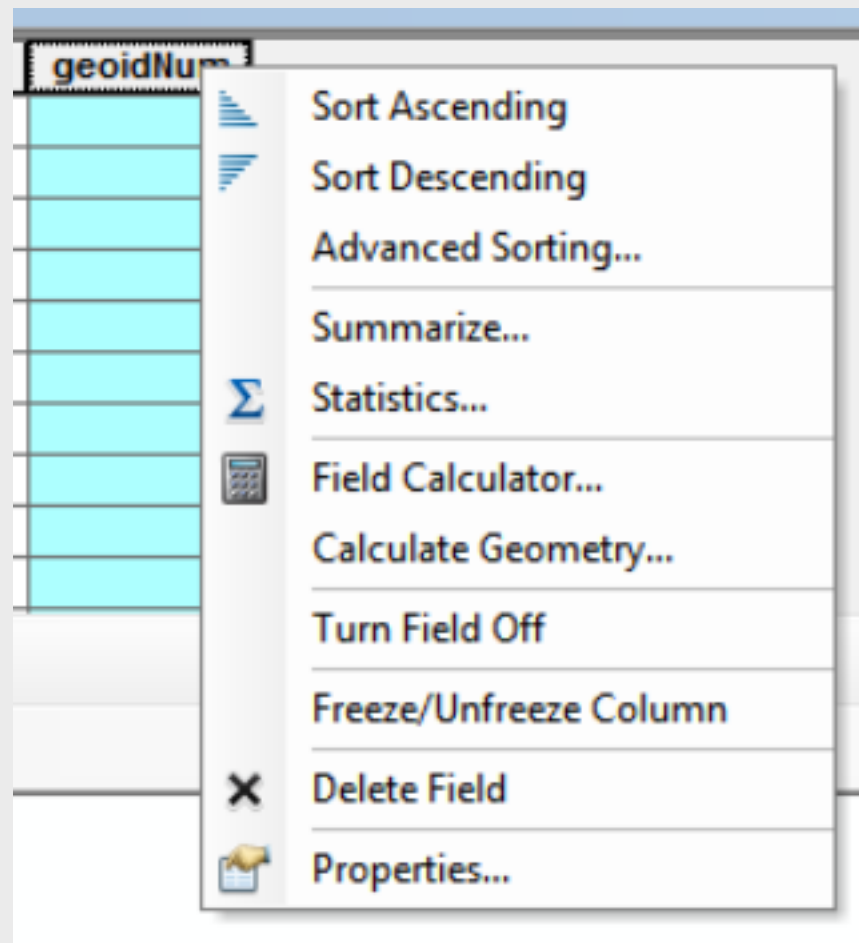 geoidNum
Sort Ascending
Sort Descending
Advanced Sorting...
Summarize...
Statistics...
Field Calculator...
Calculate Geometry...
Turn Field Off
Freeze/Unfreeze Column
Delete Field
Properties...